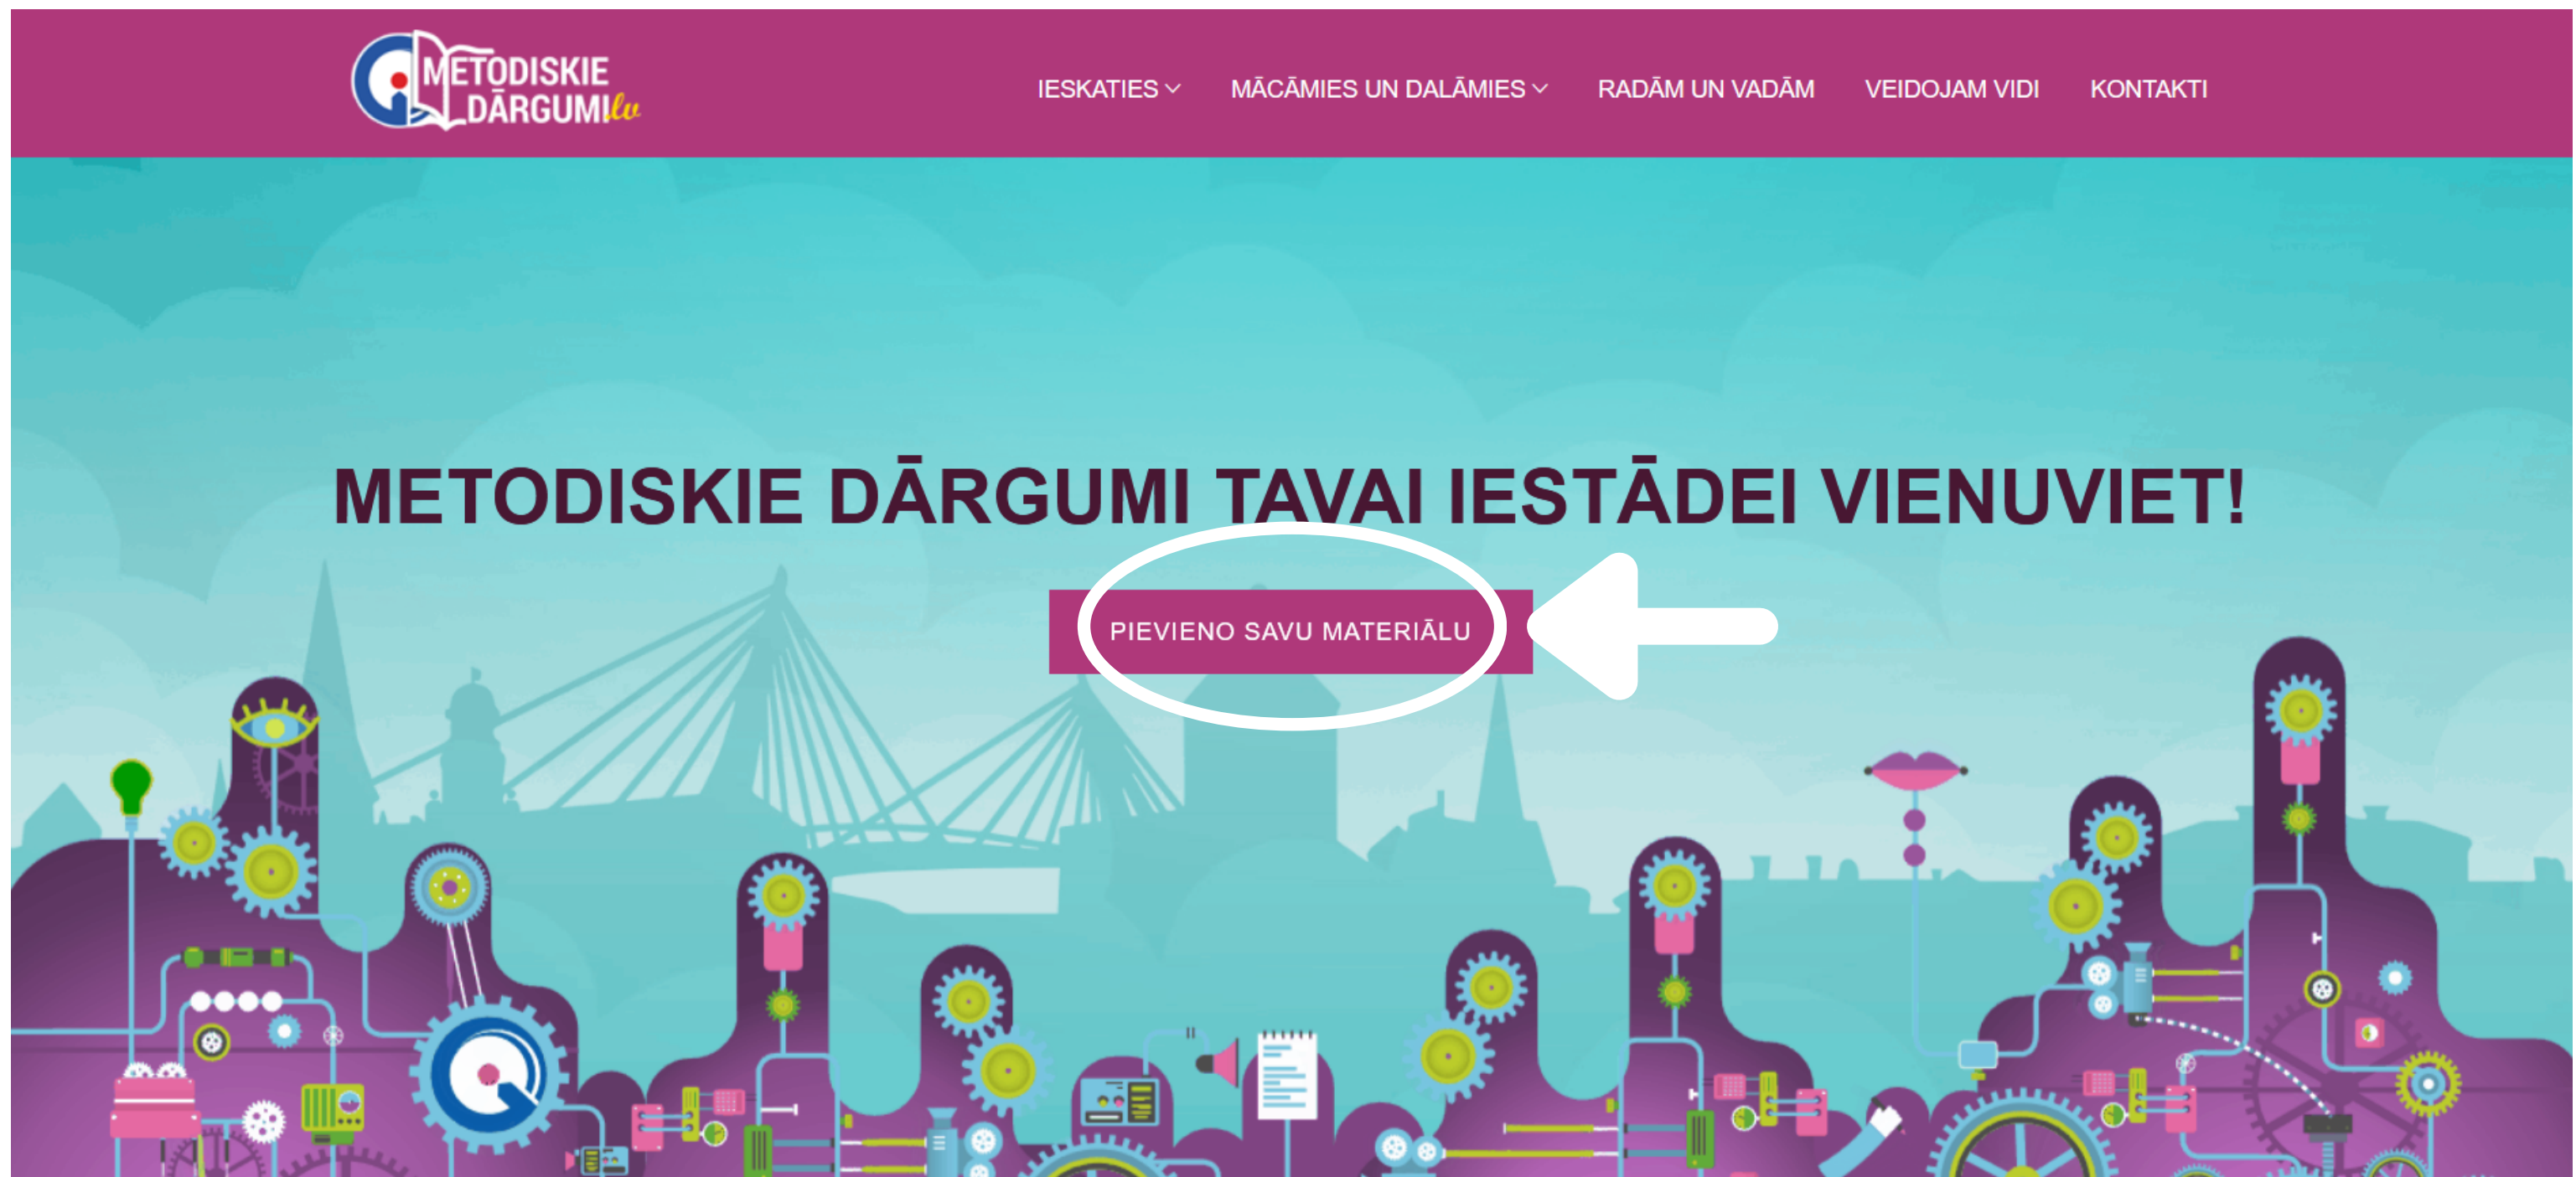 METODISKIE
DĀRGUMI.lv
IESKATIES
MĀCĀMIES UN DALĀMIES
RADĀM UN VADĀM
VEIDOJAM VIDI
KONTAKTI
METODISKIE DĀRGUMI TAVAI IESTĀDEI VIENUVIET!
PIEVIENO SAVU MATERIĀLU